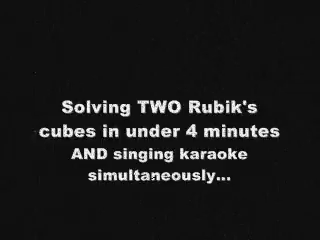 Solving TWO Rubik's
cubes in under 4 minutes
AND singing karaoke
simultaneously...